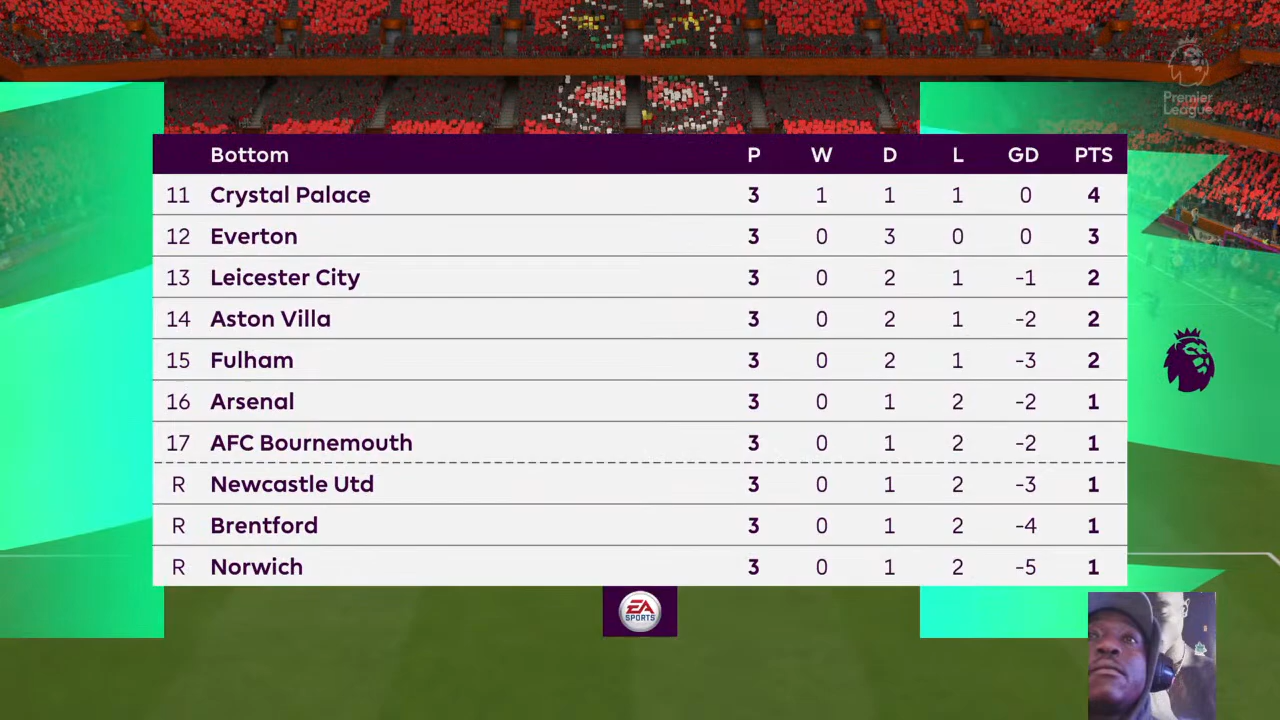 Premier
League
Bottom P W D L GD PTS
11 Crystal Palace 3 1 1 1 0 4
12 Everton 3 0 3 0 0 3
13 Leicester City 3 0 2 1 -1 2
14 Aston Villa 3 0 2 1 -2 2
15 Fulham 3 0 2 1 -3 2
16 Arsenal 3 0 1 2 -2 1
17 AFC Bournemouth 3 0 1 2 -2 1
R Newcastle Utd 3 0 1 2 -3 1
R Brentford 3 0 1 2 -4 1
R Norwich 3 0 1 2 -5 1
EA
SPORTS